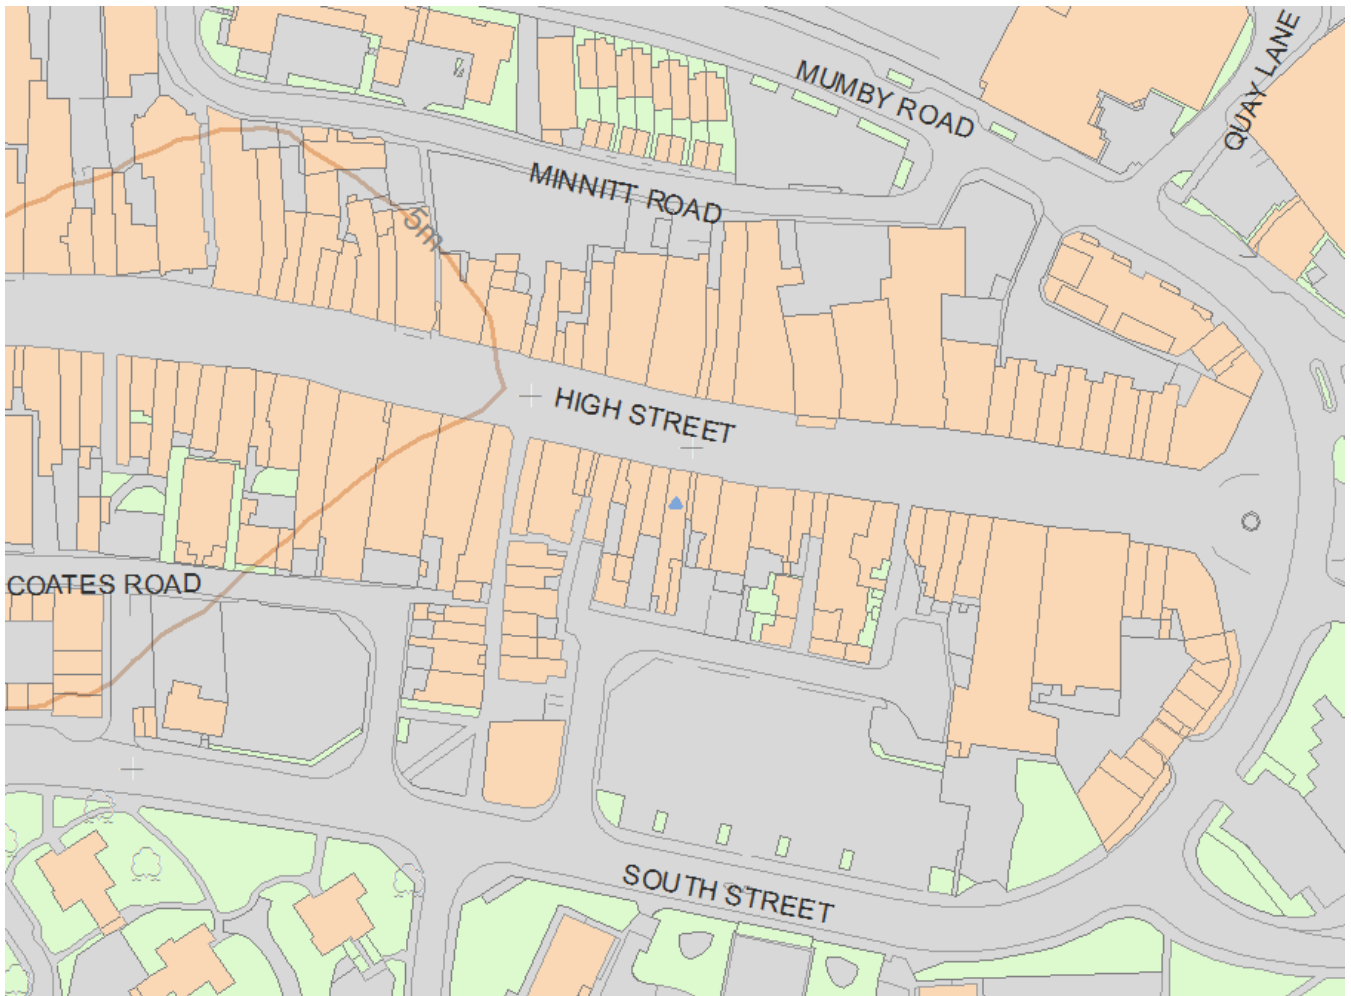 QUAY LANE
MUMBY ROAD
MINNITT ROAD
5m
HIGH STREET
COATES ROAD
SOUTH STREET